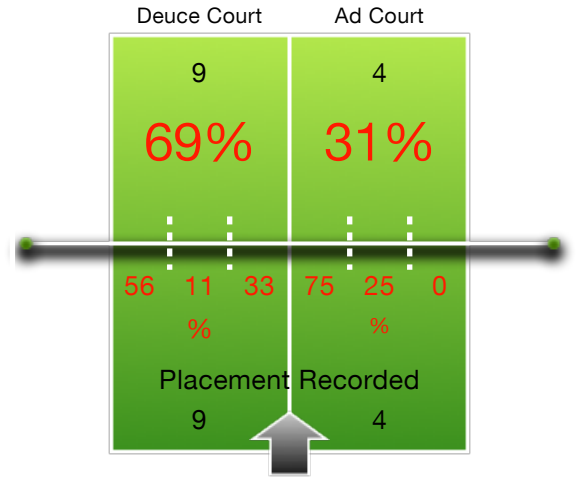 Deuce Court Ad Court
9 4
69% 31%
56 11 33 75 25 0
% %
Placement Recorded
9 4